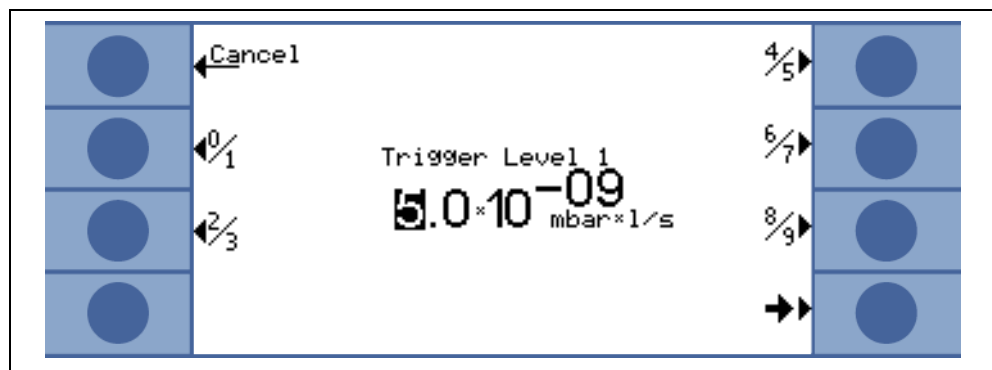 Cancel
4/5
0/1
6/7
Trigger Level 1
5.0×10⁻⁰⁹ mbar×l/s
2/3
8/9